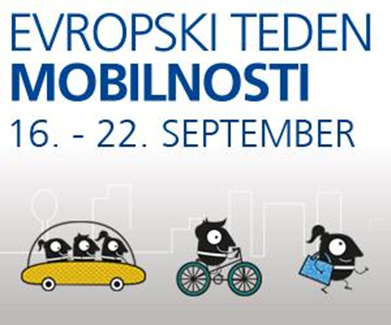 EVROPSKI TEDEN
MOBILNOSTI
16. - 22. SEPTEMBER